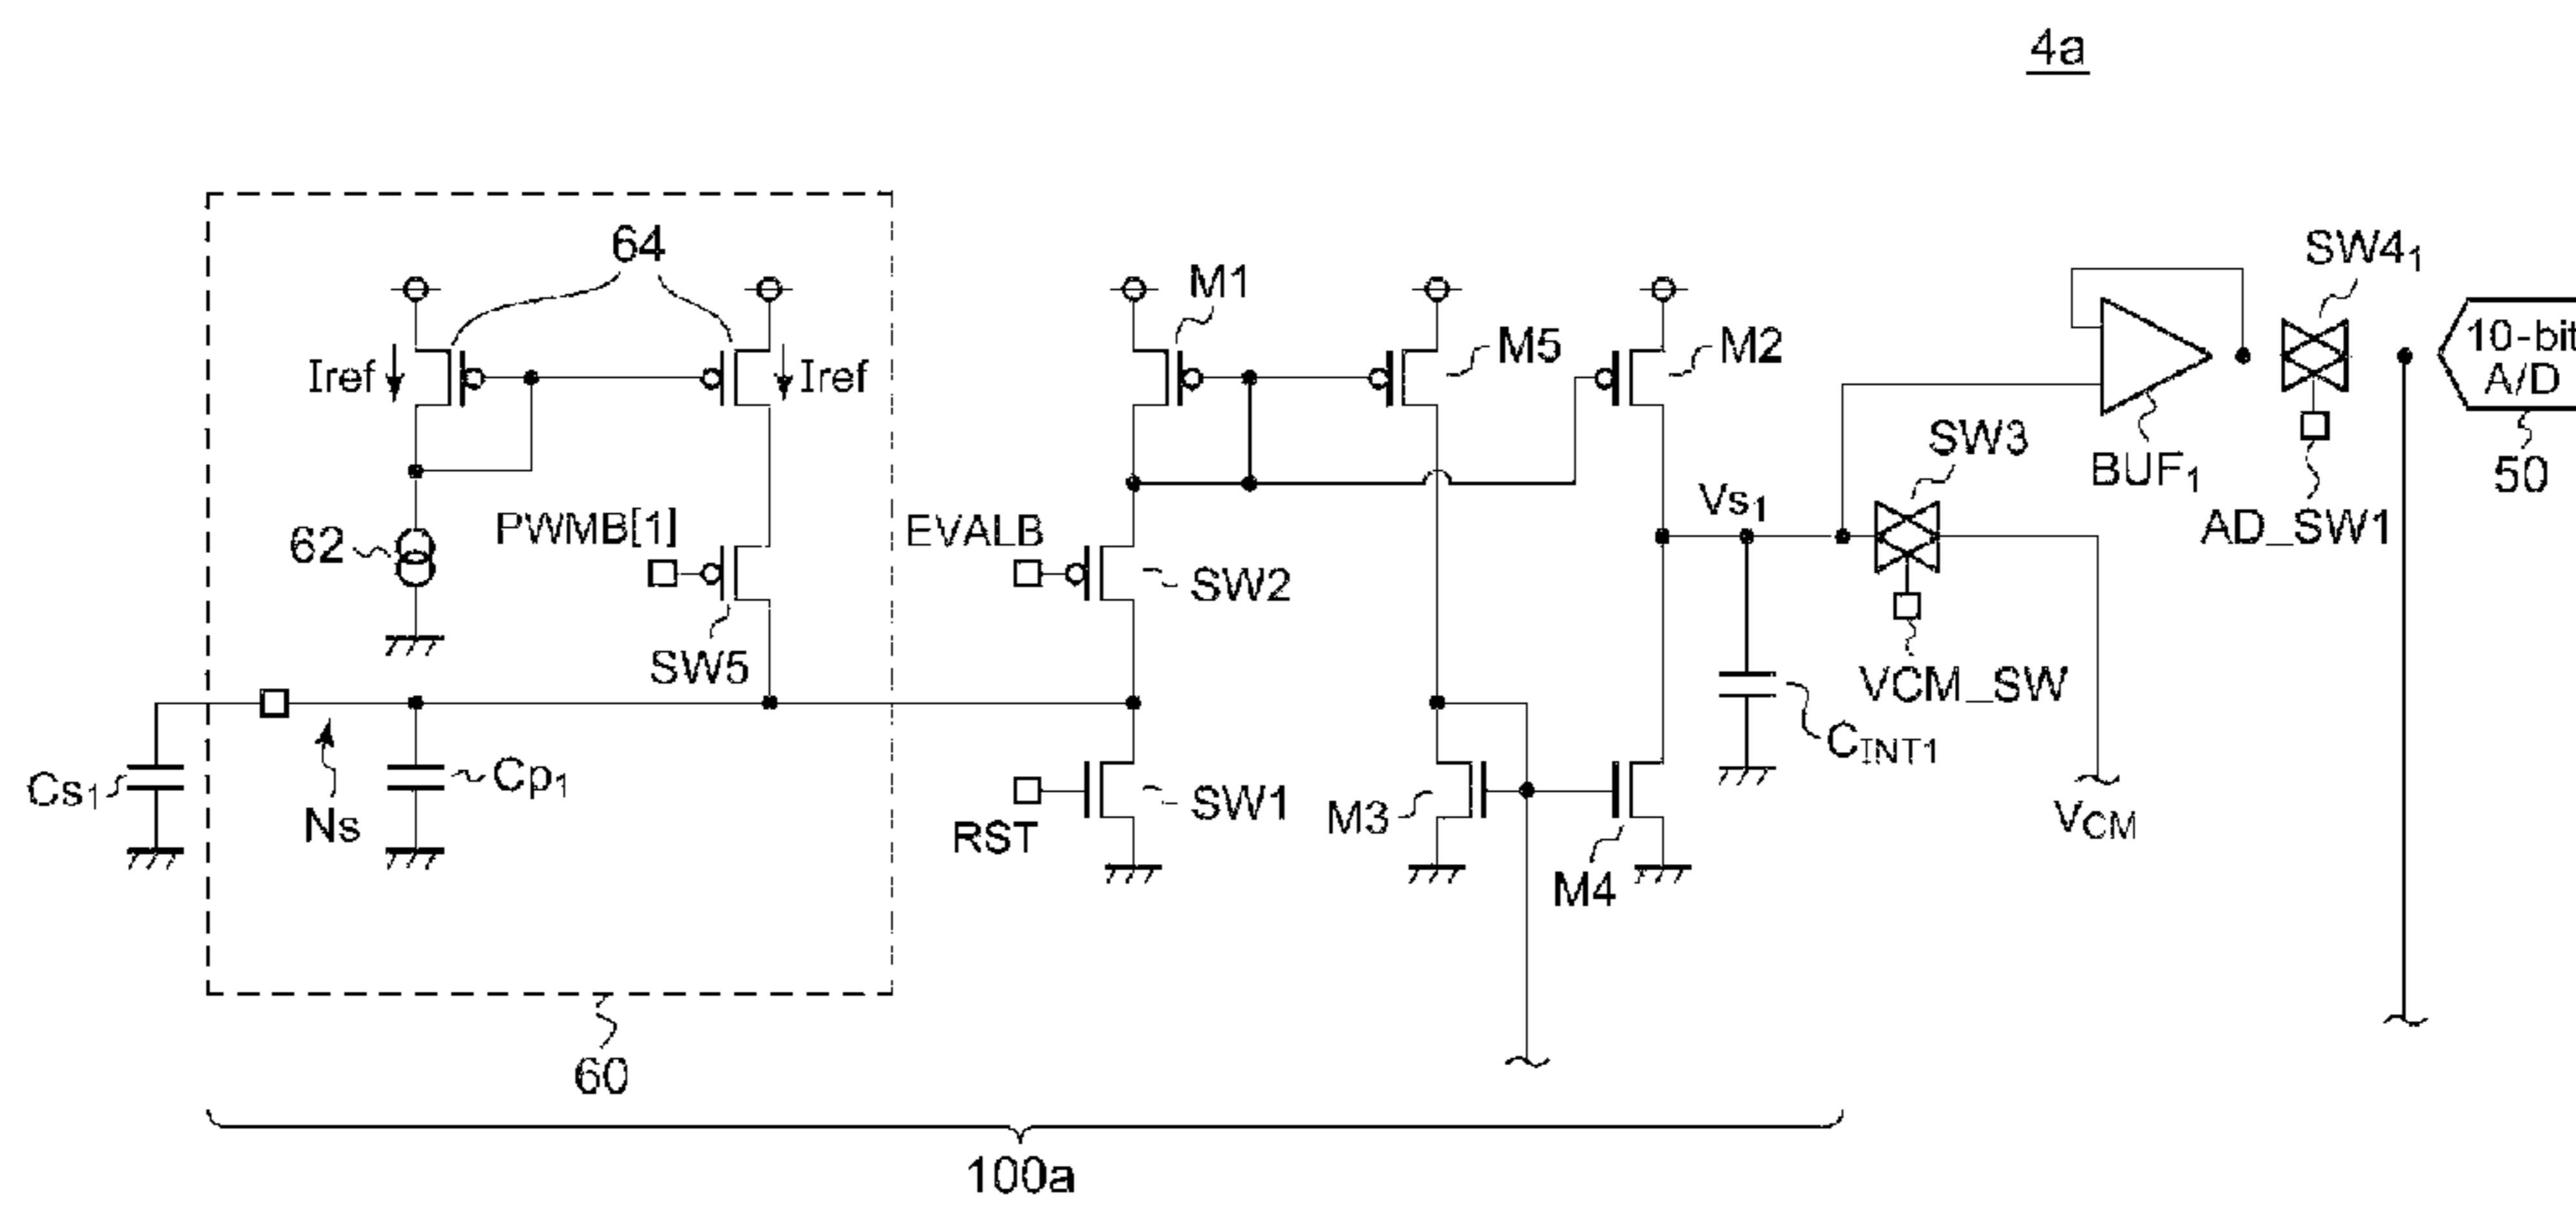 4a
64
M1
SW4₁
Iref
Iref
M5
M2
10-bit
A/D
SW3
BUF₁
50
62
PWMB[1]
EVALB
Vs₁
AD_SW1
SW2
SW5
VCM_SW
Cs₁
Ns
Cp₁
RST
SW1
M3
M4
CINT1
VCM
60
100a